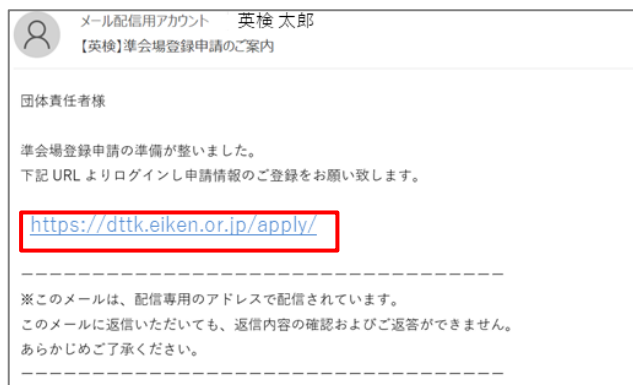 メール配信用アカウント 英検 太郎
【英検】準会場登録申請のご案内
団体責任者様
準会場登録申請の準備が整いました。
下記 URL よりログインし申請情報のご登録をお願い致します。
https://dttk.eiken.or.jp/apply/
ーーーーーーーーーーーーーーーーーーーーーーーーーーーーーーーーーー
※このメールは、配信専用のアドレスで配信されています。
このメールに返信いただいても、返信内容の確認およびご返答ができません。
あらかじめご了承ください。
ーーーーーーーーーーーーーーーーーーーーーーーーーーーーーーーーーー